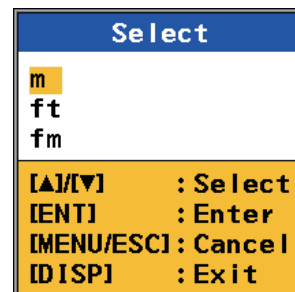 Select
m
ft
fm
[▲]/[▼] :Select
[ENT] :Enter
[MENU/ESC]:Cancel
[DISP] :Exit